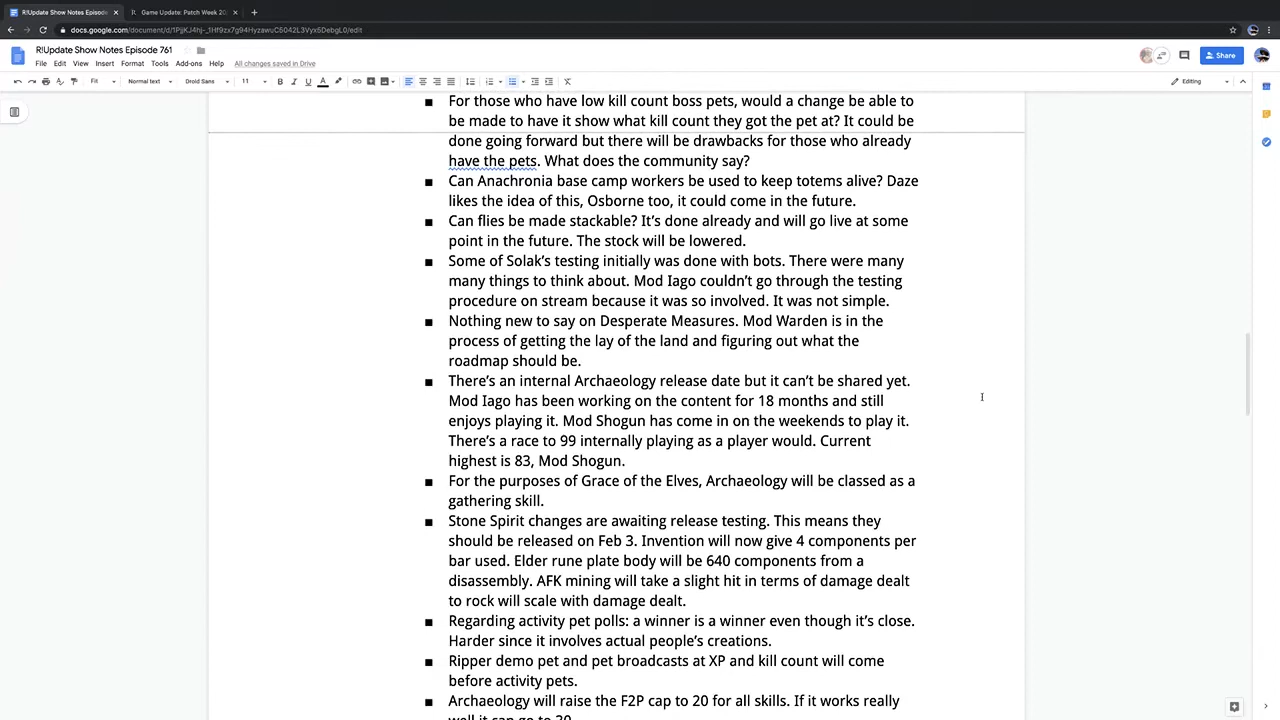 R!Update Show Notes Episode 761
Game Update: Patch Week 20
docs.google.com/document/d/1PjjKJ4hj-_1Hf9zx7g94HyzawuC5042L3Vyx5DebgL0/edit
R!Update Show Notes Episode 761
File Edit View Insert Format Tools Add-ons Help All changes saved in Drive
Share
Fit Normal text Droid Sans 11 B I U A Editing
For those who have low kill count boss pets, would a change be able to
be made to have it show what kill count they got the pet at? It could be
done going forward but there will be drawbacks for those who already
have the pets. What does the community say?
Can Anachronia base camp workers be used to keep totems alive? Daze
likes the idea of this, Osborne too, it could come in the future.
Can flies be made stackable? It's done already and will go live at some
point in the future. The stock will be lowered.
Some of Solak's testing initially was done with bots. There were many
many things to think about. Mod Iago couldn't go through the testing
procedure on stream because it was so involved. It was not simple.
Nothing new to say on Desperate Measures. Mod Warden is in the
process of getting the lay of the land and figuring out what the
roadmap should be.
There's an internal Archaeology release date but it can't be shared yet.
Mod Iago has been working on the content for 18 months and still
enjoys playing it. Mod Shogun has come in on the weekends to play it.
There's a race to 99 internally playing as a player would. Current
highest is 83, Mod Shogun.
For the purposes of Grace of the Elves, Archaeology will be classed as a
gathering skill.
Stone Spirit changes are awaiting release testing. This means they
should be released on Feb 3. Invention will now give 4 components per
bar used. Elder rune plate body will be 640 components from a
disassembly. AFK mining will take a slight hit in terms of damage dealt
to rock will scale with damage dealt.
Regarding activity pet polls: a winner is a winner even though it's close.
Harder since it involves actual people's creations.
Ripper demo pet and pet broadcasts at XP and kill count will come
before activity pets.
Archaeology will raise the F2P cap to 20 for all skills. If it works really
well it can go to 20